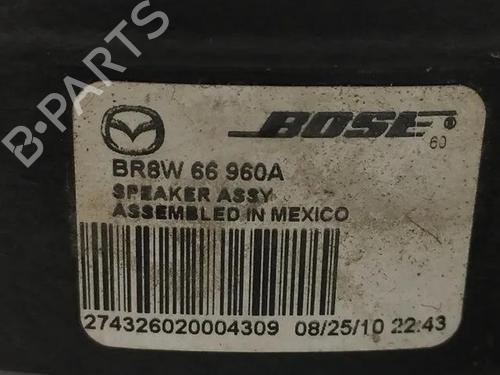 B-PARTS
BOSE®
60
BR8W 66 960A
SPEAKER ASSY
ASSEMBLED IN MEXICO
274326020004309 08/25/10 22:43